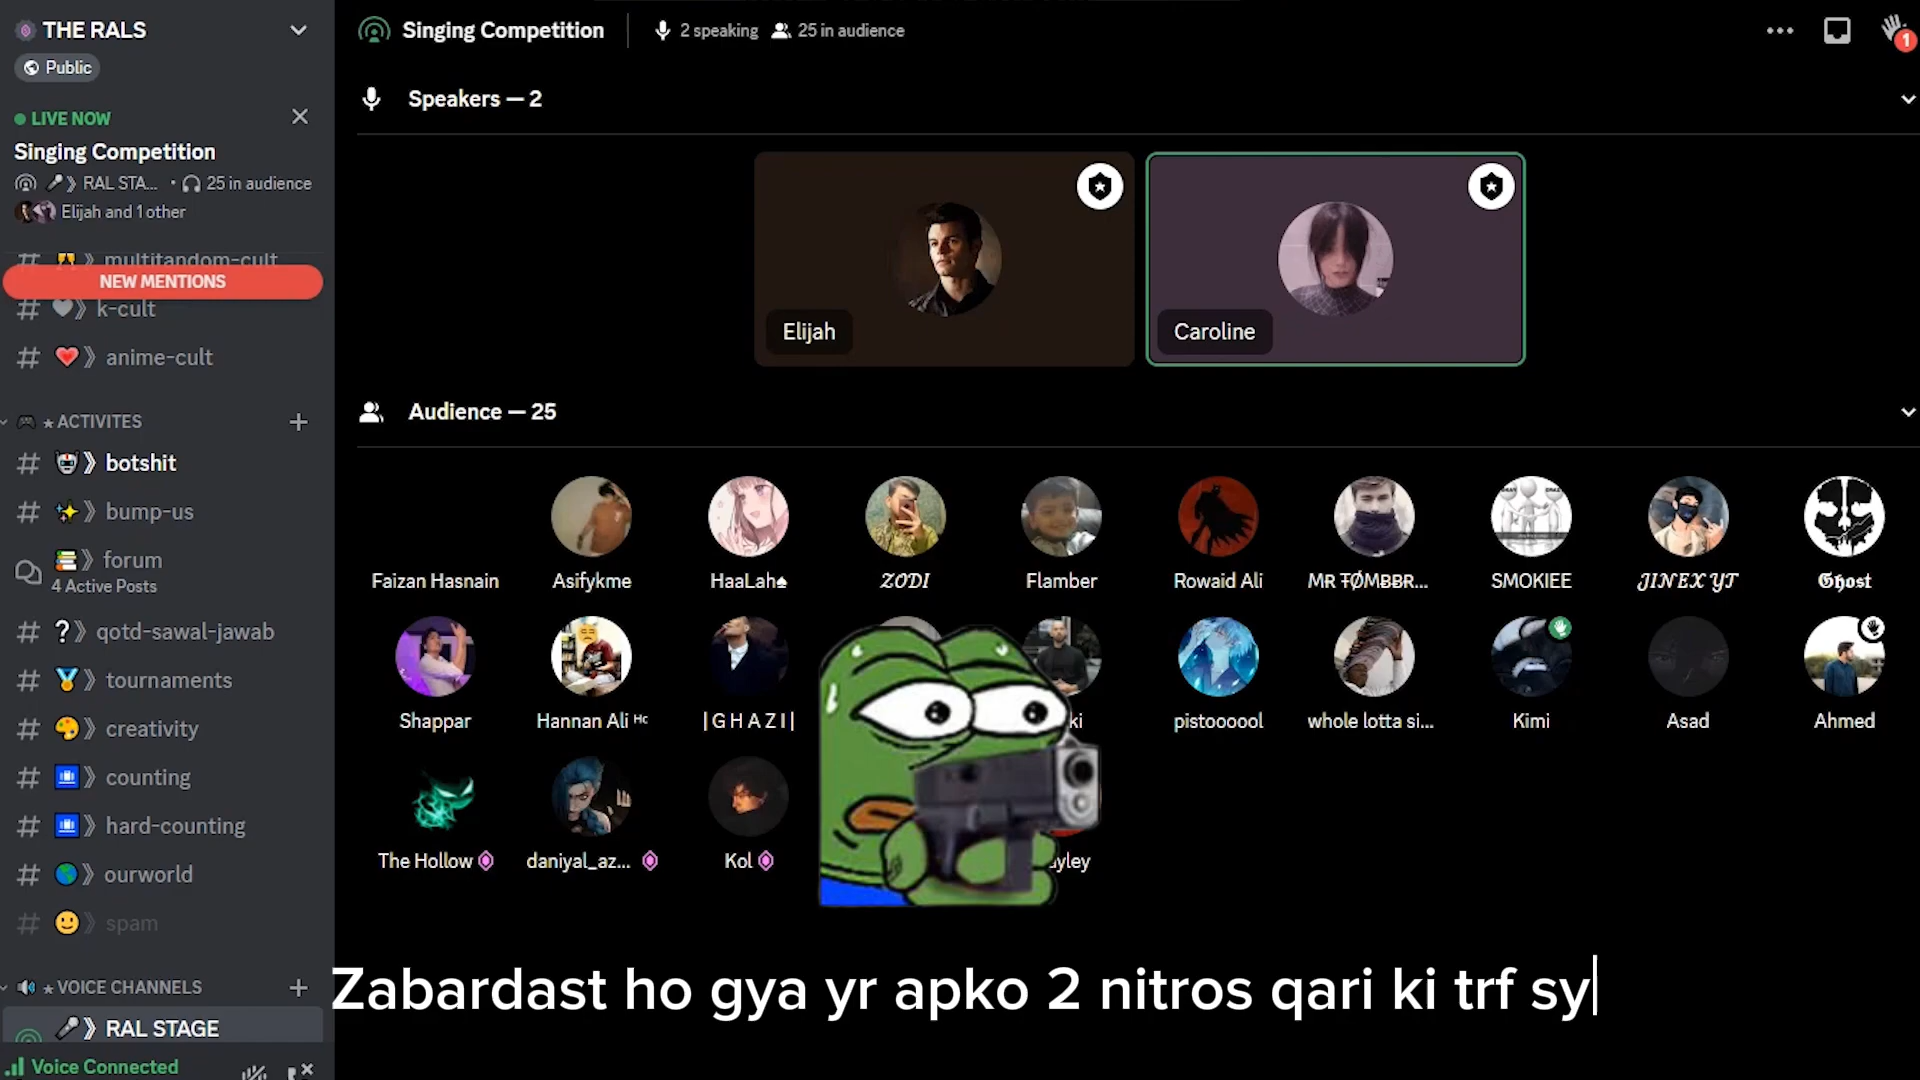 THE RALS
Public
LIVE NOW
Singing Competition
RAL STA... • 25 in audience
Elijah and 1 other
NEW MENTIONS
k-cult
anime-cult
ACTIVITES
botshit
bump-us
forum
4 Active Posts
qotd-sawal-jawab
tournaments
creativity
counting
hard-counting
ourworld
spam
VOICE CHANNELS
RAL STAGE
Voice Connected
Singing Competition
2 speaking 25 in audience
1
Speakers — 2
Elijah
Caroline
Audience — 25
Faizan Hasnain
Asifykme
HaaLah♠
ZODI
Flamber
Rowaid Ali
MR TØMBBR...
SMOKIEE
JINEX YT
Ghost
Shappar
Hannan Ali ᴴᶜ
|G H A Z I|
pistoooool
whole lotta si...
Kimi
Asad
Ahmed
The Hollow
daniyal_az...
Kol
Zabardast ho gya yr apko 2 nitros qari ki trf sy